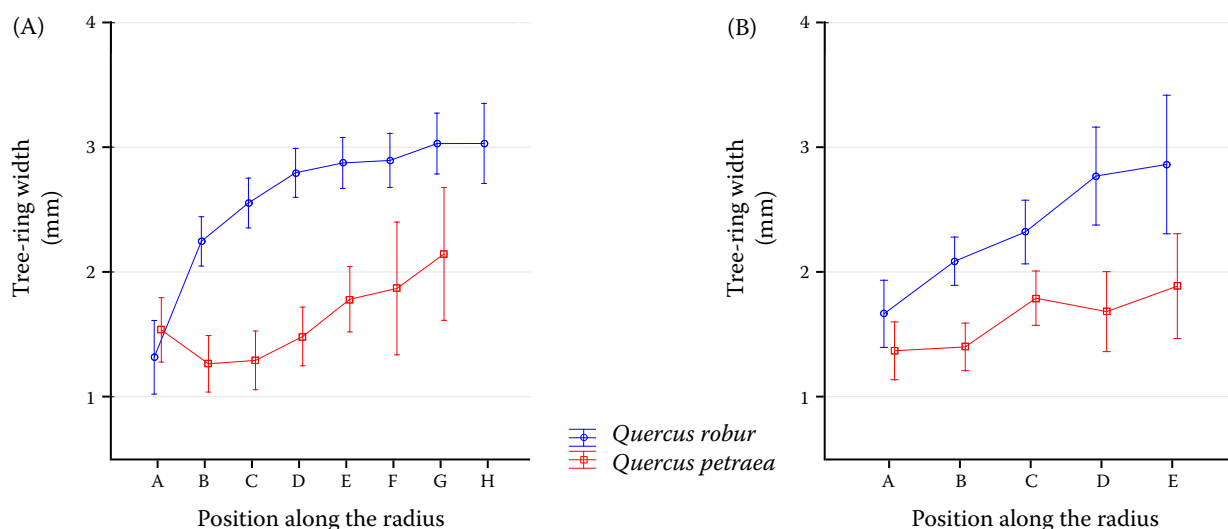 (A)
4
3
2
1
Tree-ring width
(mm)
A B C D E F G H
Position along the radius
Quercus robur
Quercus petraea
(B)
4
3
2
1
Tree-ring width
(mm)
A B C D E
Position along the radius